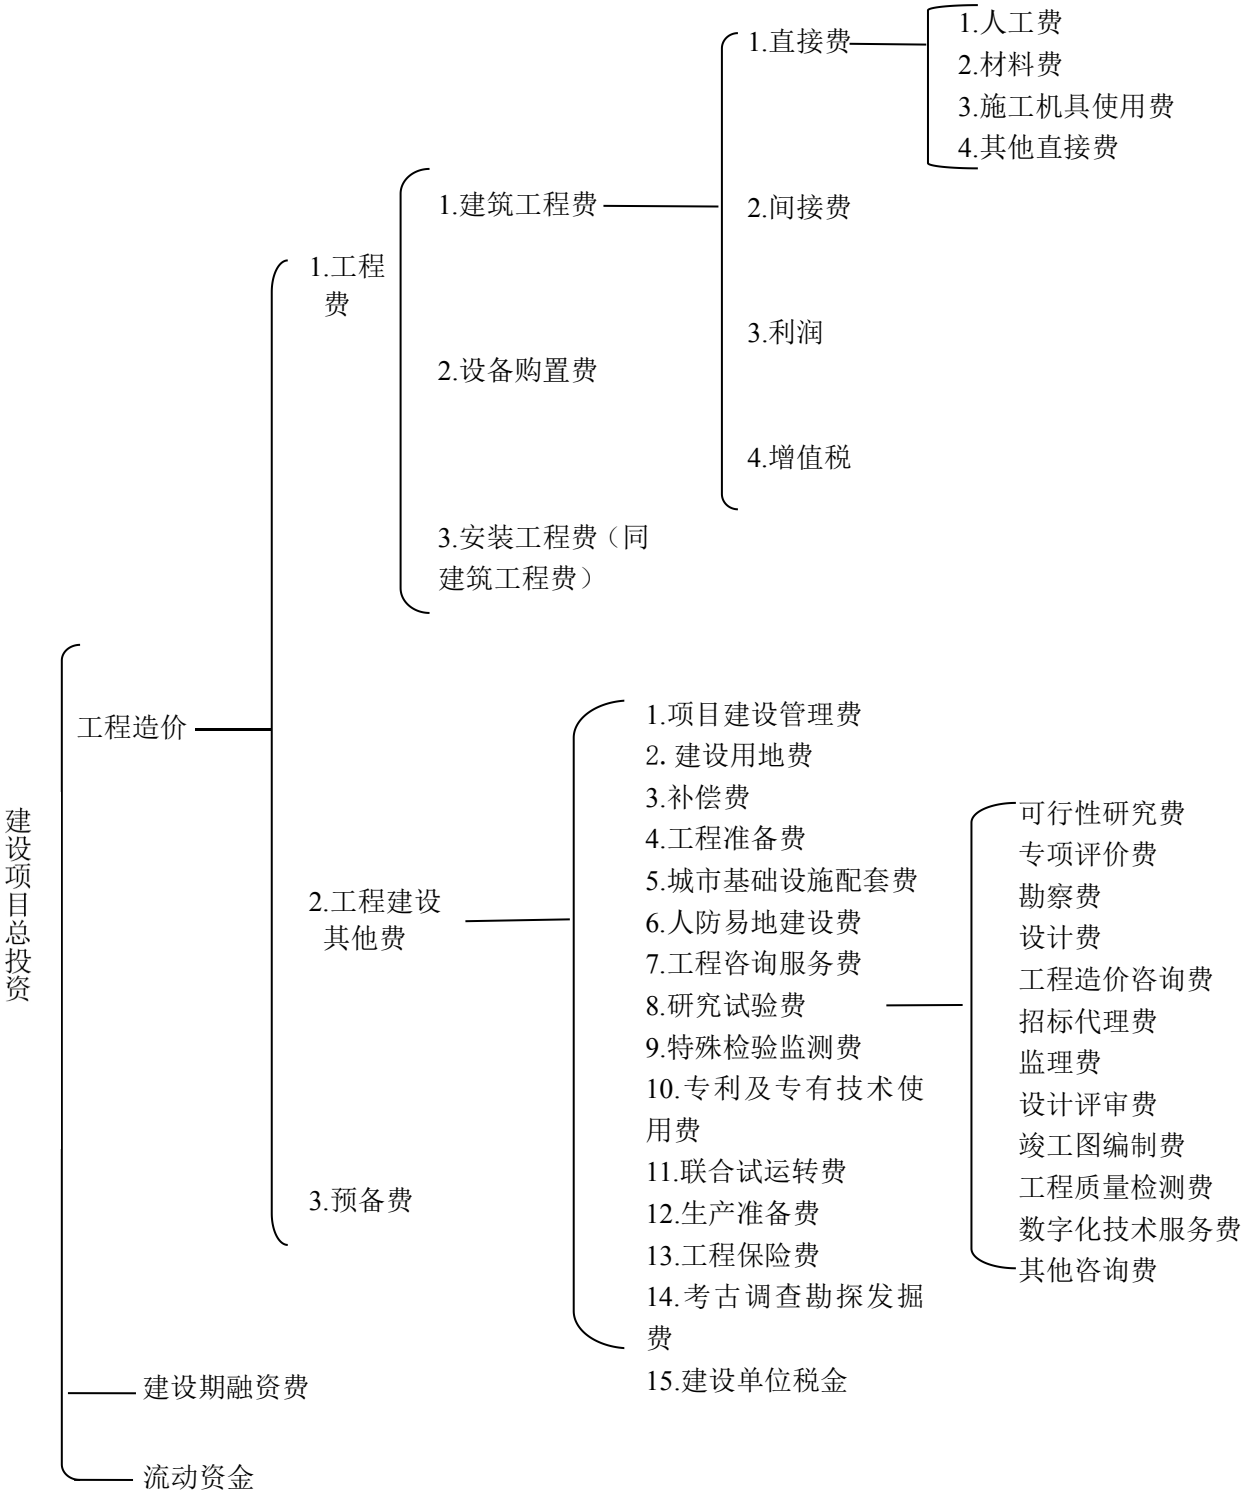 建设项目总投资
工程造价
1.工程
费
1.建筑工程费
1.直接费
1.人工费
2.材料费
3.施工机具使用费
4.其他直接费
2.间接费
3.利润
4.增值税
2.设备购置费
3.安装工程费（同
建筑工程费）
2.工程建设
其他费
1.项目建设管理费
2. 建设用地费
3.补偿费
4.工程准备费
5.城市基础设施配套费
6.人防易地建设费
7.工程咨询服务费
8.研究试验费
9.特殊检验监测费
10.专利及专有技术使
用费
11.联合试运转费
12.生产准备费
13.工程保险费
14.考古调查勘探发掘
费
15.建设单位税金
可行性研究费
专项评价费
勘察费
设计费
工程造价咨询费
招标代理费
监理费
设计评审费
竣工图编制费
工程质量检测费
数字化技术服务费
其他咨询费
3.预备费
建设期融资费
流动资金